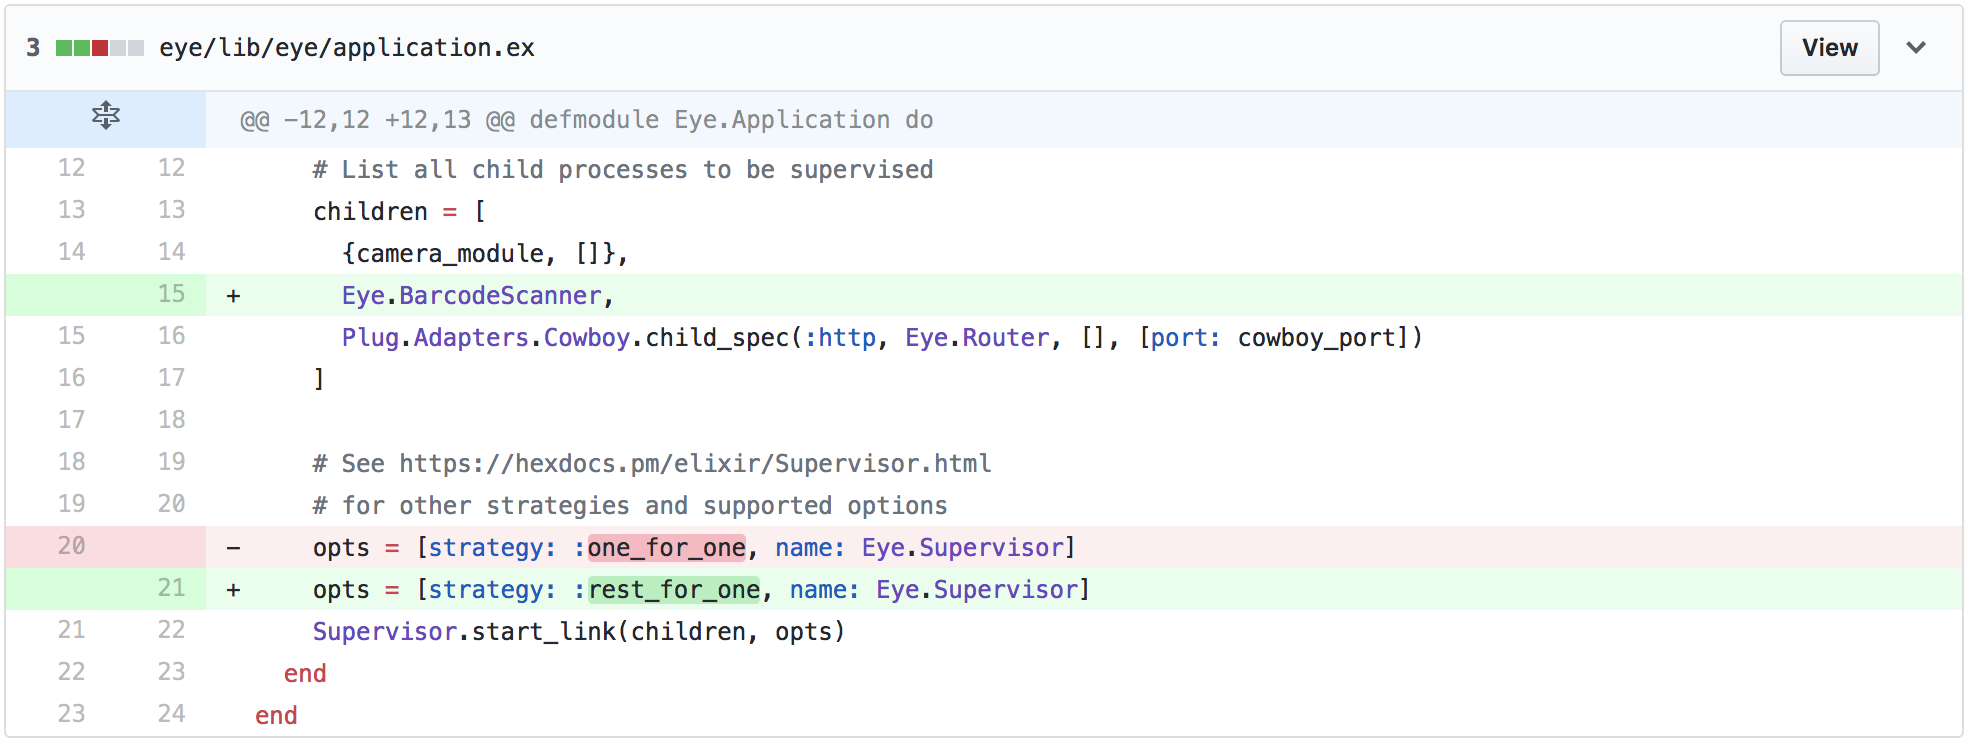 3 eye/lib/eye/application.ex View
@@ -12,12 +12,13 @@ defmodule Eye.Application do
12 12 # List all child processes to be supervised
13 13 children = [
14 14 {camera_module, []},
15 + Eye.BarcodeScanner,
15 16 Plug.Adapters.Cowboy.child_spec(:http, Eye.Router, [], [port: cowboy_port])
16 17 ]
17 18
18 19 # See https://hexdocs.pm/elixir/Supervisor.html
19 20 # for other strategies and supported options
20 - opts = [strategy: :one_for_one, name: Eye.Supervisor]
21 + opts = [strategy: :rest_for_one, name: Eye.Supervisor]
21 22 Supervisor.start_link(children, opts)
22 23 end
23 24 end